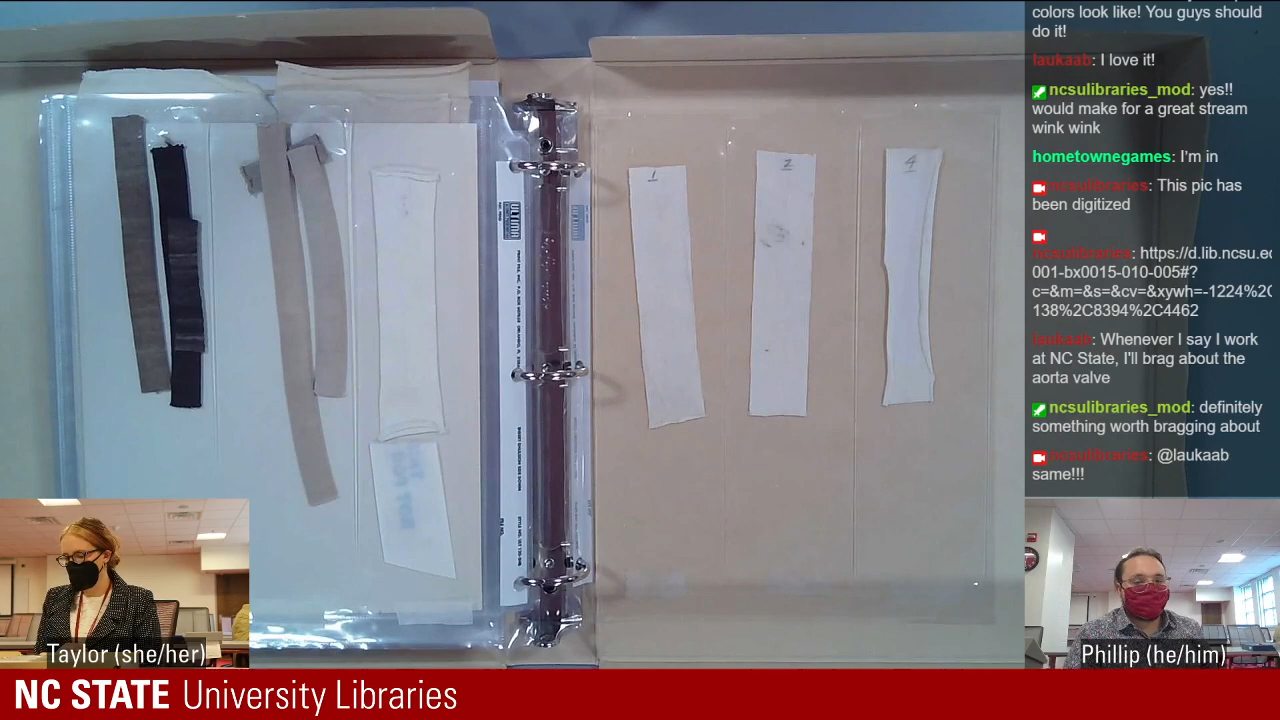 colors look like! You guys should
do it!
laukaab: I love it!
ncsulibraries_mod: yes!!
would make for a great stream
wink wink
hometownegames: I'm in
ncsulibraries: This pic has
been digitized
ncsulibraries: https://d.lib.ncsu.ed
001-bx0015-010-005#?
c=&m=&s=&cv=&xywh=-1224%2C
138%2C8394%2C4462
laukaab: Whenever I say I work
at NC State, I'll brag about the
aorta valve
ncsulibraries_mod: definitely
something worth bragging about
ncsulibraries: @laukaab
same!!!
1
2
3
4
ULTIMA
Taylor (she/her)
Phillip (he/him)
NC STATE University Libraries